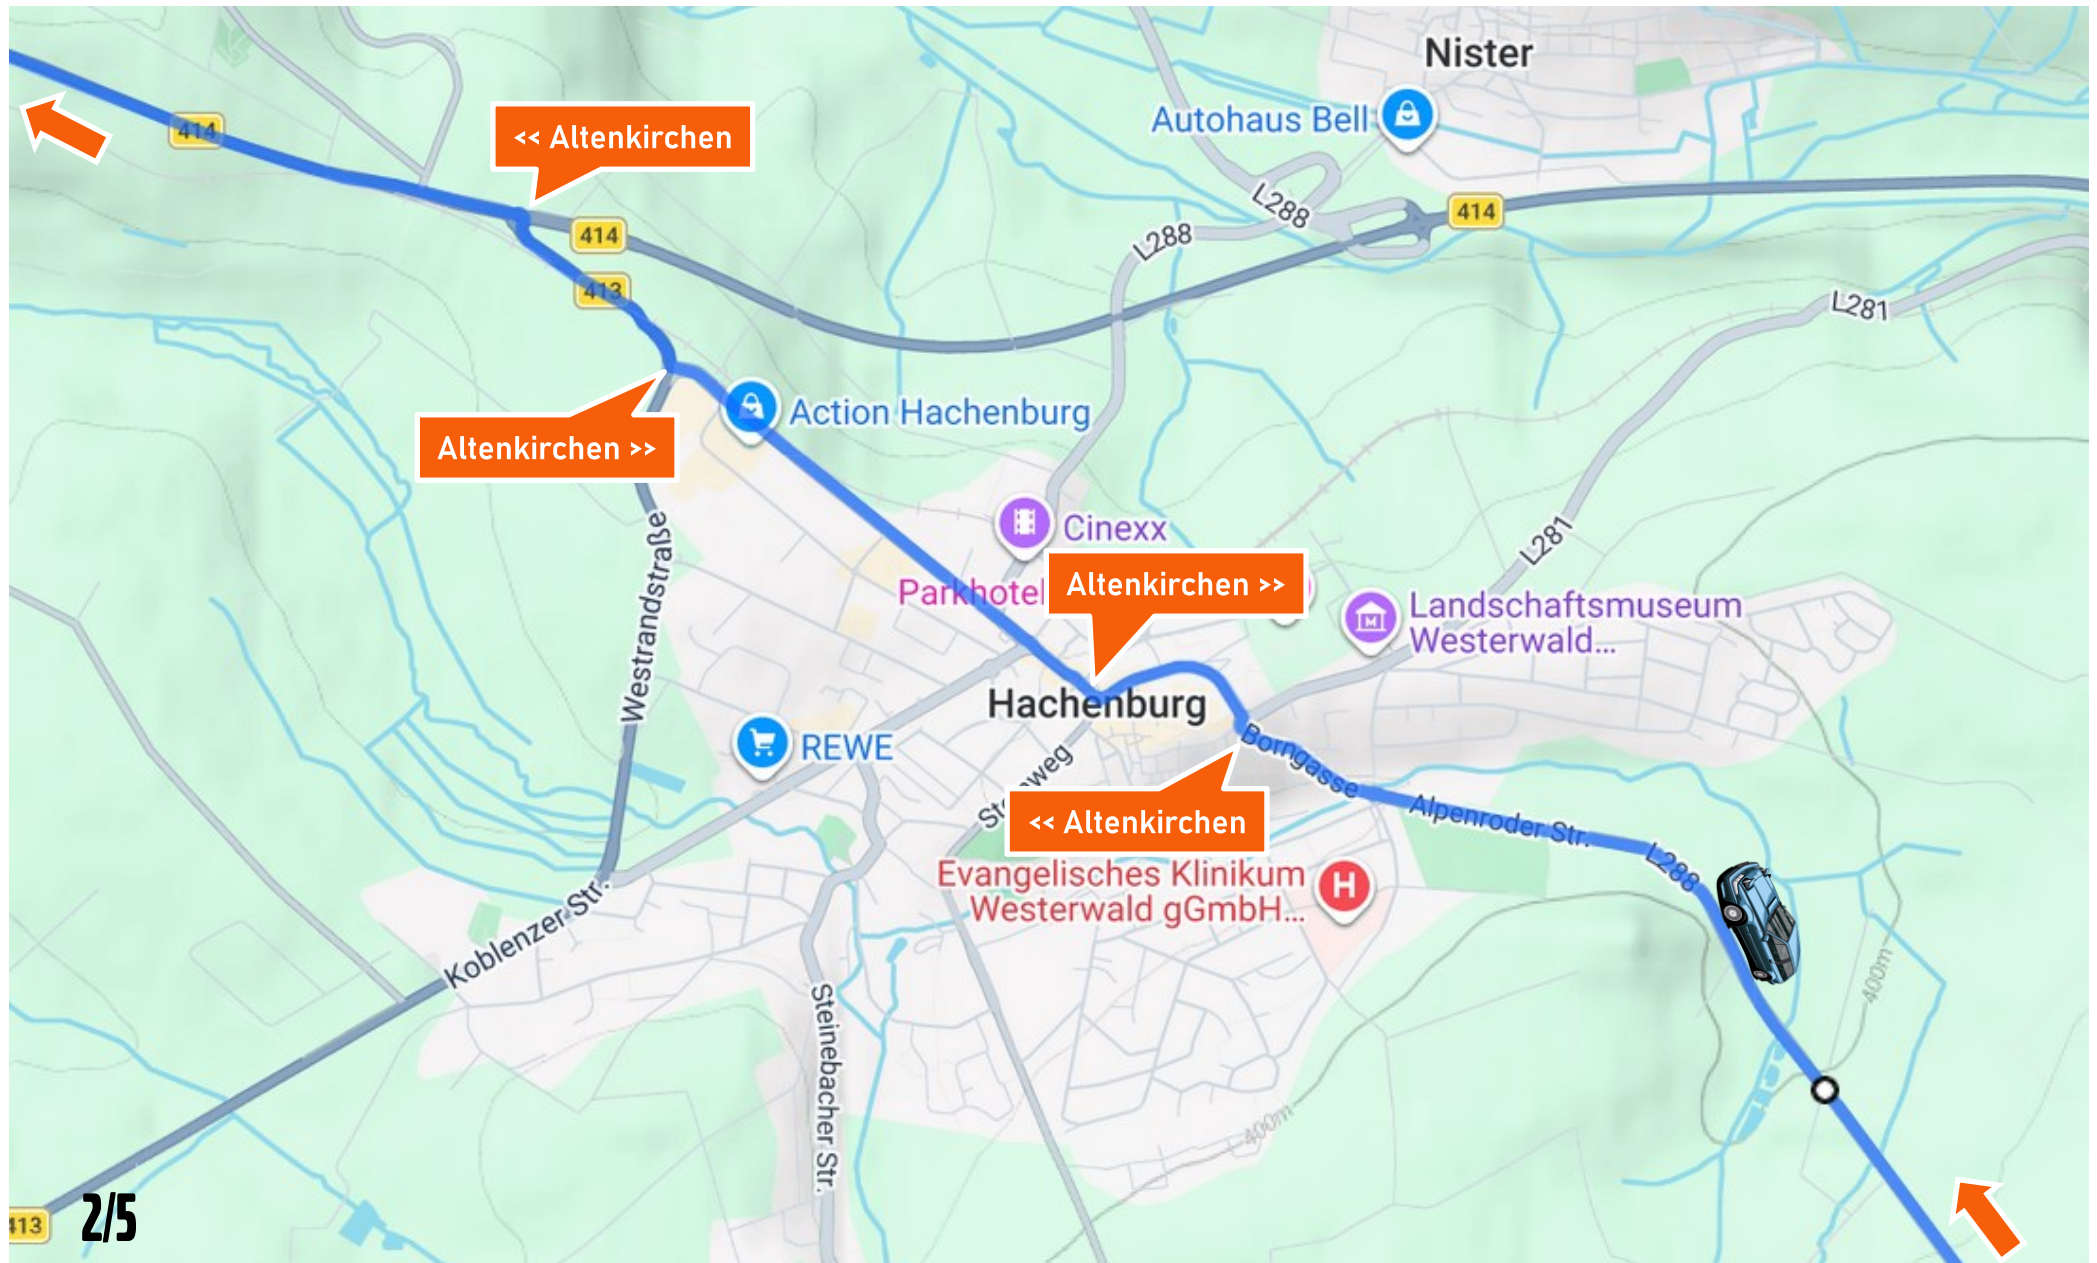 Nister
Autohaus Bell
414
<< Altenkirchen
L288
414
L288
414
413
L281
Action Hachenburg
Altenkirchen >>
Cinexx
Westrandstraße
L281
Parkhotel
Altenkirchen >>
Landschaftsmuseum
Westerwald...
Hachenburg
REWE
Borngasse
<< Altenkirchen
Alpenroder Str.
L288
Evangelisches Klinikum
Westerwald gGmbH...
H
Koblenzer Str.
400m
Steinebacher Str.
400m
413
2/5